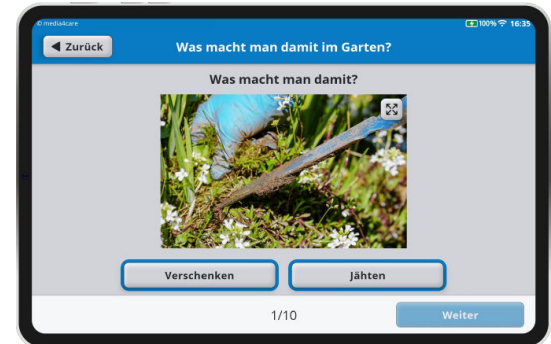 © media4care
100% 16:35
Zurück
Was macht man damit im Garten?
Was macht man damit?
Verschenken
Jähten
1/10
Weiter